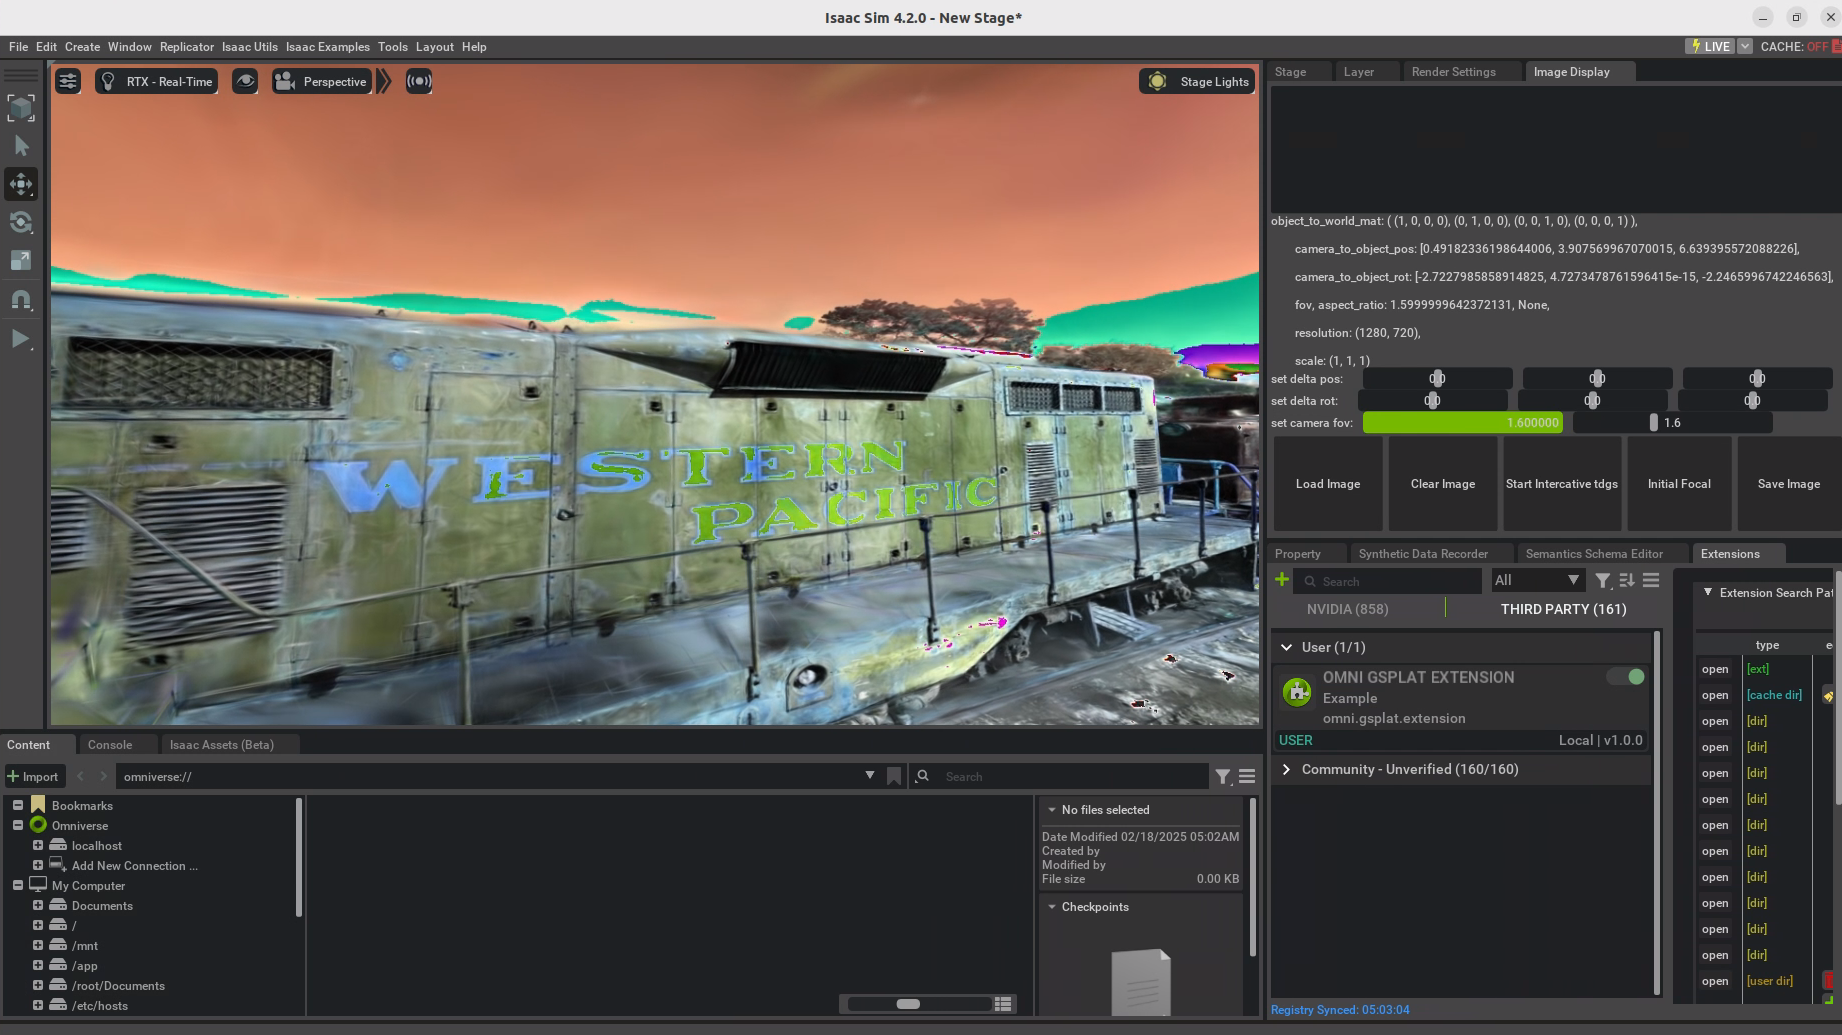 Isaac Sim 4.2.0 - New Stage*
File Edit Create Window Replicator Isaac Utils Isaac Examples Tools Layout Help
LIVE CACHE: OFF
RTX - Real-Time Perspective Stage Lights
WESTERN
PACIFIC
Stage Layer Render Settings Image Display
object_to_world_mat: ( (1, 0, 0, 0), (0, 1, 0, 0), (0, 0, 1, 0), (0, 0, 0, 1) ),
camera_to_object_pos: [0.49182336198644006, 3.907569967070015, 6.639395572088226],
camera_to_object_rot: [-2.7227985858914825, 4.7273478761596415e-15, -2.2465996742246563],
fov, aspect_ratio: 1.5999999642372131, None,
resolution: (1280, 720),
scale: (1, 1, 1)
set delta pos: 0.0 0.0 0.0
set delta rot: 0.0 0.0 0.0
set camera fov: 1.600000 1.6
Load Image Clear Image Start Intercative tdgs Initial Focal Save Image
Property Synthetic Data Recorder Semantics Schema Editor Extensions
Search All
NVIDIA (858) THIRD PARTY (161)
User (1/1)
OMNI GSPLAT EXTENSION
Example
omni.gsplat.extension
USER Local | v1.0.0
Community - Unverified (160/160)
Registry Synced: 05:03:04
Extension Search Pat
type
open [ext]
open [cache dir]
open [dir]
open [dir]
open [dir]
open [dir]
open [dir]
open [dir]
open [dir]
open [dir]
open [dir]
open [dir]
open [user dir]
Content Console Isaac Assets (Beta)
Import omniverse:// Search
Bookmarks
Omniverse
localhost
Add New Connection ...
My Computer
Documents
/
/mnt
/app
/root/Documents
/etc/hosts
No files selected
Date Modified 02/18/2025 05:02AM
Created by
Modified by
File size 0.00 KB
Checkpoints